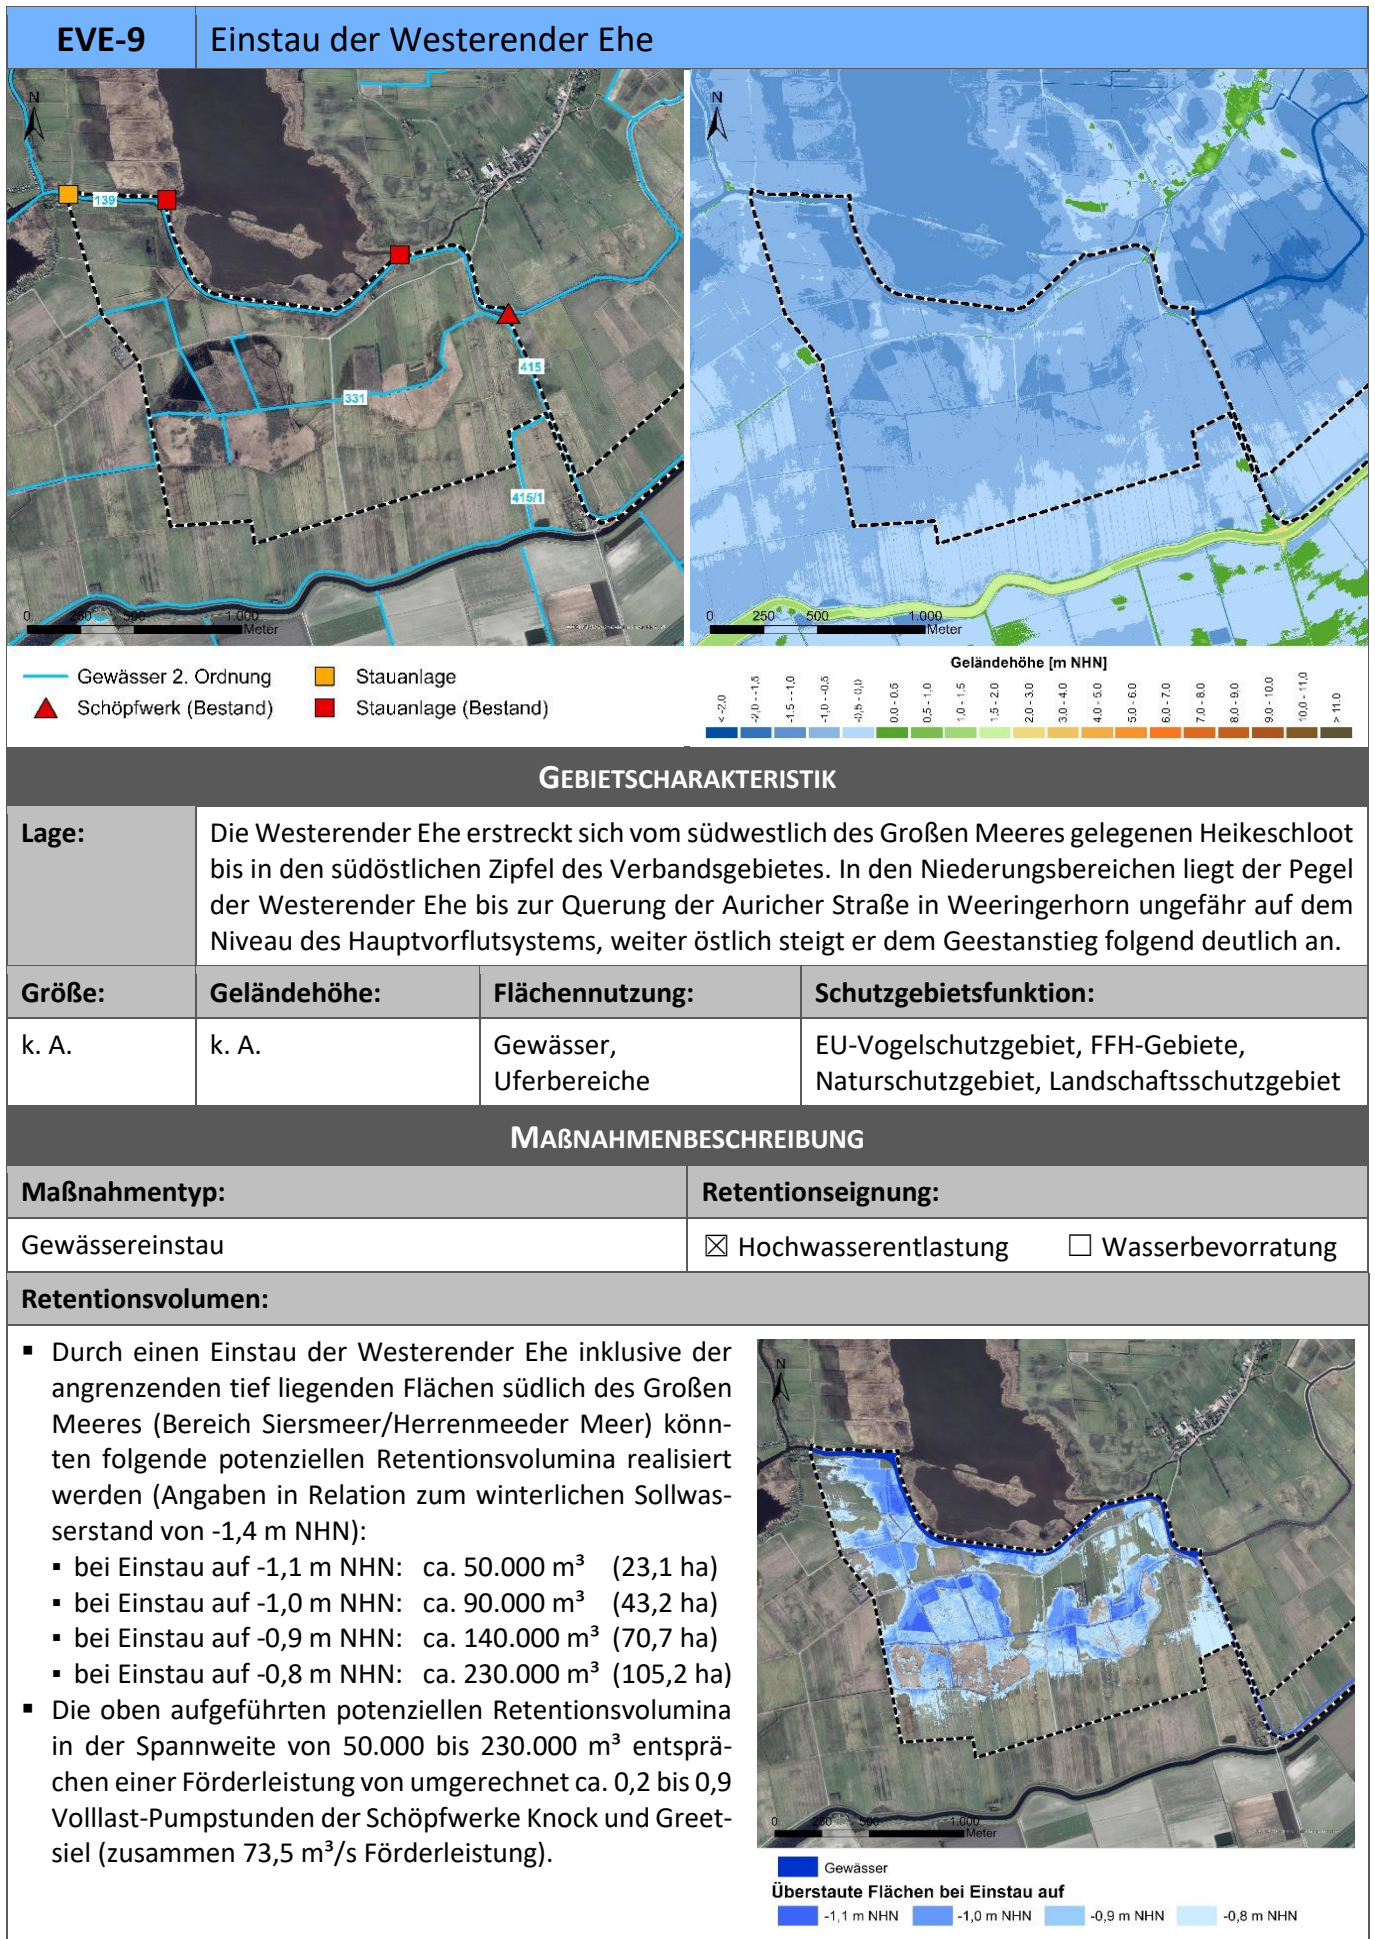 EVE-9 Einstau der Westerender Ehe
N
139
415
331
415/1
0 250 500 1.000
Meter
N
0 250 500 1.000
Meter
Gewässer 2. Ordnung Stauanlage
Schöpfwerk (Bestand) Stauanlage (Bestand)
Geländehöhe [m NHN]
< -2,0 -2,0 - -1,5 -1,5 - -1,0 -1,0 - -0,5 -0,5 - 0,0 0,0 - 0,5 0,5 - 1,0 1,0 - 1,5 1,5 - 2,0 2,0 - 3,0 3,0 - 4,0 4,0 - 5,0 5,0 - 6,0 6,0 - 7,0 7,0 - 8,0 8,0 - 9,0 9,0 - 10,0 10,0 - 11,0 > 11,0
GEBIETSCHARAKTERISTIK
Lage: Die Westerender Ehe erstreckt sich vom südwestlich des Großen Meeres gelegenen Heikeschloot
bis in den südöstlichen Zipfel des Verbandsgebietes. In den Niederungsbereichen liegt der Pegel
der Westerender Ehe bis zur Querung der Auricher Straße in Weeringerhorn ungefähr auf dem
Niveau des Hauptvorflutsystems, weiter östlich steigt er dem Geestanstieg folgend deutlich an.
Größe: Geländehöhe: Flächennutzung: Schutzgebietsfunktion:
k. A. k. A. Gewässer, EU-Vogelschutzgebiet, FFH-Gebiete,
Uferbereiche Naturschutzgebiet, Landschaftsschutzgebiet
MAßNAHMENBESCHREIBUNG
Maßnahmentyp: Retentionseignung:
Gewässereinstau ☒ Hochwasserentlastung ☐ Wasserbevorratung
Retentionsvolumen:
▪ Durch einen Einstau der Westerender Ehe inklusive der
angrenzenden tief liegenden Flächen südlich des Großen
Meeres (Bereich Siersmeer/Herrenmeeder Meer) könn-
ten folgende potenziellen Retentionsvolumina realisiert
werden (Angaben in Relation zum winterlichen Sollwas-
serstand von -1,4 m NHN):
▪ bei Einstau auf -1,1 m NHN: ca. 50.000 m³ (23,1 ha)
▪ bei Einstau auf -1,0 m NHN: ca. 90.000 m³ (43,2 ha)
▪ bei Einstau auf -0,9 m NHN: ca. 140.000 m³ (70,7 ha)
▪ bei Einstau auf -0,8 m NHN: ca. 230.000 m³ (105,2 ha)
▪ Die oben aufgeführten potenziellen Retentionsvolumina
in der Spannweite von 50.000 bis 230.000 m³ entsprä-
chen einer Förderleistung von umgerechnet ca. 0,2 bis 0,9
Volllast-Pumpstunden der Schöpfwerke Knock und Greet-
siel (zusammen 73,5 m³/s Förderleistung).
N
0 250 500 1.000
Meter
Gewässer
Überstaute Flächen bei Einstau auf
-1,1 m NHN -1,0 m NHN -0,9 m NHN -0,8 m NHN